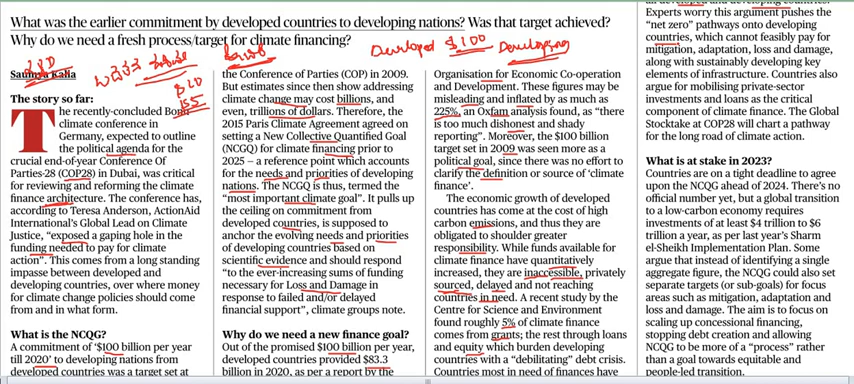 What was the earlier commitment by developed countries to developing nations? Was that target achieved?
Why do we need a fresh process/target for climate financing?
Developed $100 Developing
Saumya Kalia
The story so far:
The recently-concluded Bonn
climate conference in
Germany, expected to outline
the political agenda for the
crucial end-of-year Conference Of
Parties-28 (COP28) in Dubai, was critical
for reviewing and reforming the climate
finance architecture. The conference has,
according to Teresa Anderson, ActionAid
International's Global Lead on Climate
Justice, "exposed a gaping hole in the
funding needed to pay for climate
action". This comes from a long standing
impasse between developed and
developing countries, over where money
for climate change policies should come
from and in what form.
What is the NCQG?
A commitment of '$100 billion per year
till 2020' to developing nations from
developed countries was a target set at
the Conference of Parties (COP) in 2009.
But estimates since then show addressing
climate change may cost billions, and
even, trillions of dollars. Therefore, the
2015 Paris Climate Agreement agreed on
setting a New Collective Quantified Goal
(NCQG) for climate financing prior to
2025 – a reference point which accounts
for the needs and priorities of developing
nations. The NCQG is thus, termed the
"most important climate goal". It pulls up
the ceiling on commitment from
developed countries, is supposed to
anchor the evolving needs and priorities
of developing countries based on
scientific evidence and should respond
"to the ever-increasing sums of funding
necessary for Loss and Damage in
response to failed and/or delayed
financial support", climate groups note.
Why do we need a new finance goal?
Out of the promised $100 billion per year,
developed countries provided $83.3
billion in 2020, as per a report by the
Organisation for Economic Co-operation
and Development. These figures may be
misleading and inflated by as much as
225%, an Oxfam analysis found, as "there
is too much dishonest and shady
reporting". Moreover, the $100 billion
target set in 2009 was seen more as a
political goal, since there was no effort to
clarify the definition or source of 'climate
finance'.
The economic growth of developed
countries has come at the cost of high
carbon emissions, and thus they are
obligated to shoulder greater
responsibility. While funds available for
climate finance have quantitatively
increased, they are inaccessible, privately
sourced, delayed and not reaching
countries in need. A recent study by the
Centre for Science and Environment
found roughly 5% of climate finance
comes from grants; the rest through loans
and equity which burden developing
countries with a "debilitating" debt crisis.
Countries most in need of finances have
Experts worry this argument pushes the
"net zero" pathways onto developing
countries, which cannot feasibly pay for
mitigation, adaptation, loss and damage,
along with sustainably developing key
elements of infrastructure. Countries also
argue for mobilising private-sector
investments and loans as the critical
component of climate finance. The Global
Stocktake at COP28 will chart a pathway
for the long road of climate action.
What is at stake in 2023?
Countries are on a tight deadline to agree
upon the NCQG ahead of 2024. There's no
official number yet, but a global transition
to a low-carbon economy requires
investments of at least $4 trillion to $6
trillion a year, as per last year's Sharm
el-Sheikh Implementation Plan. Some
argue that instead of identifying a single
aggregate figure, the NCQG could also set
separate targets (or sub-goals) for focus
areas such as mitigation, adaptation and
loss and damage. The aim is to focus on
scaling up concessional financing,
stopping debt creation and allowing
NCQG to be more of a "process" rather
than a goal towards equitable and
people-led transition.